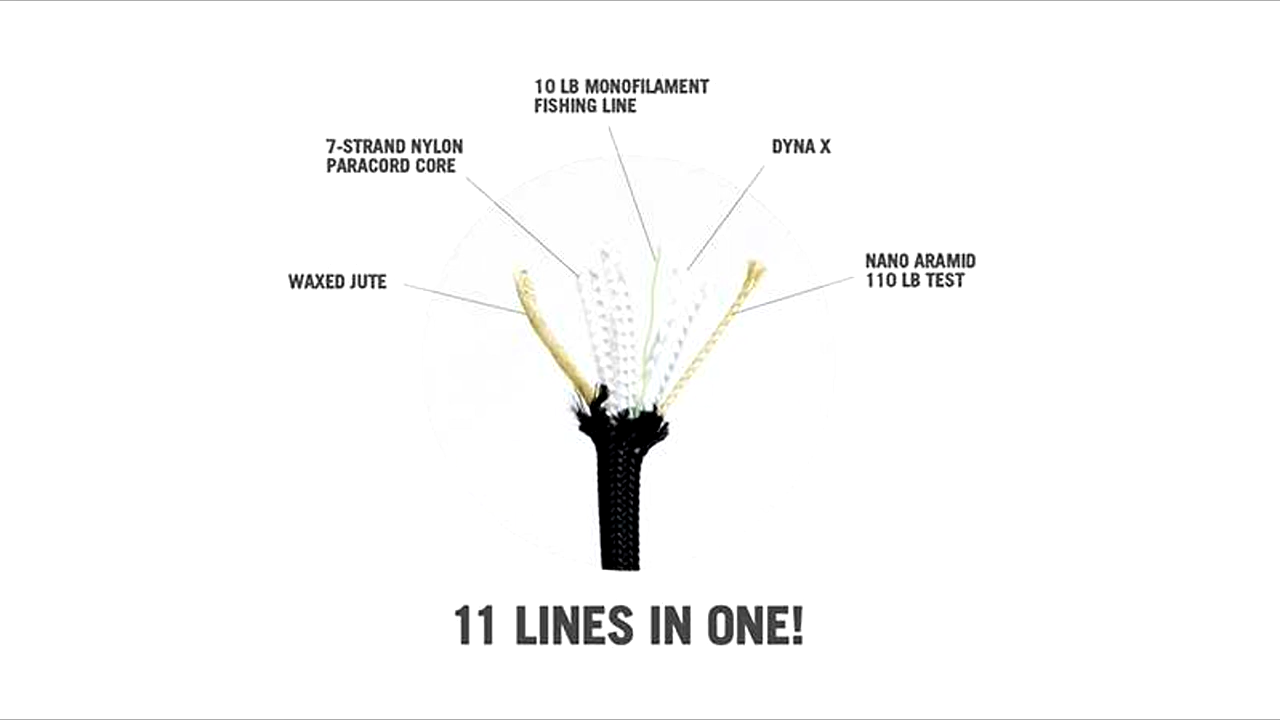 10 LB MONOFILAMENT
FISHING LINE
7-STRAND NYLON
PARACORD CORE
DYNA X
WAXED JUTE
NANO ARAMID
110 LB TEST
11 LINES IN ONE!